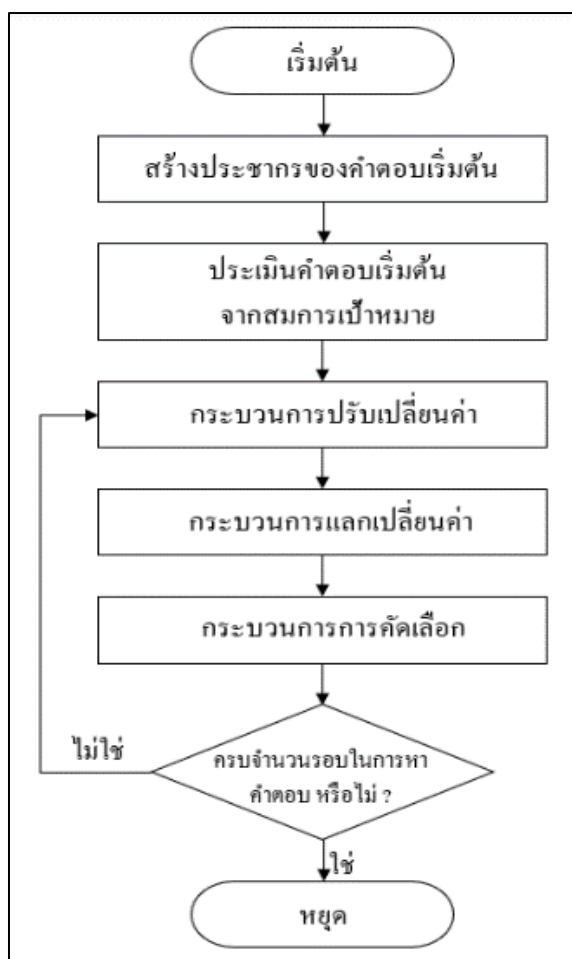 เริ่มต้น
สร้างประชากรของคำตอบเริ่มต้น
ประเมินคำตอบเริ่มต้น
จากสมการเป้าหมาย
กระบวนการปรับเปลี่ยนค่า
กระบวนการแลกเปลี่ยนค่า
กระบวนการการคัดเลือก
ไม่ใช่
ครบจำนวนรอบในการหา
คำตอบ หรือไม่ ?
ใช่
หยุด